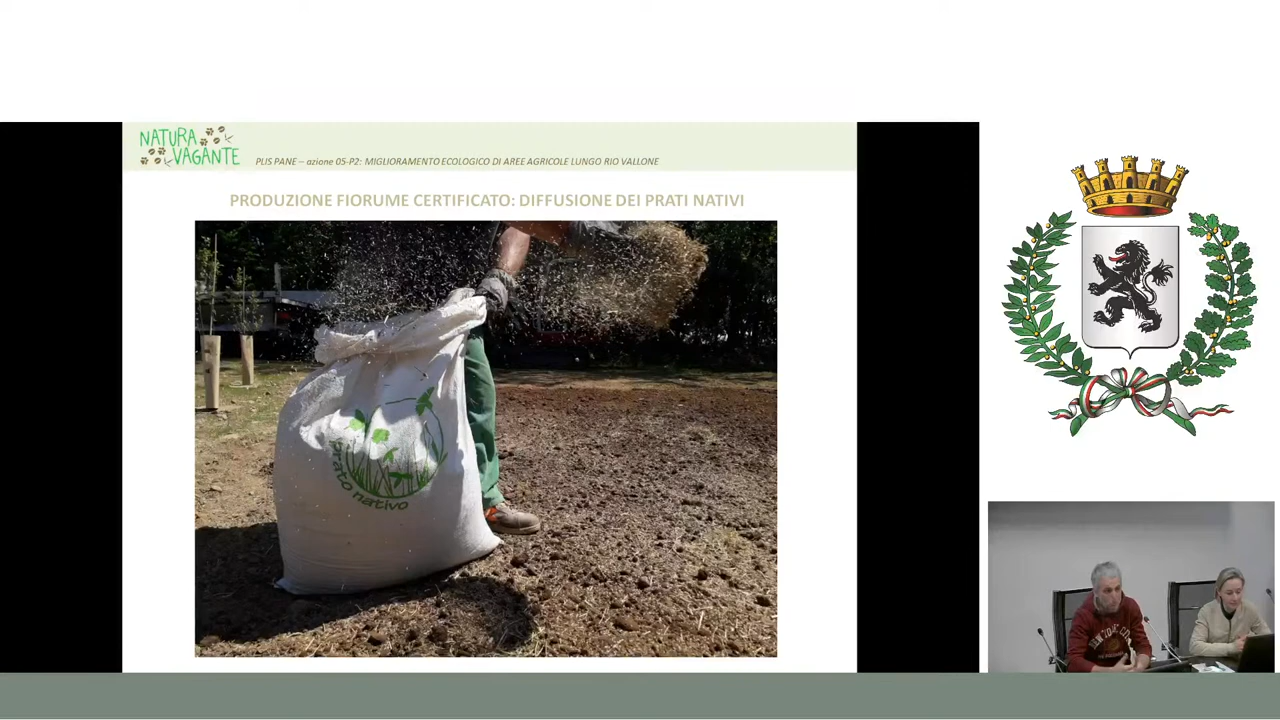 NATURA
VAGANTE
PLIS PANE – azione 05-P2: MIGLIORAMENTO ECOLOGICO DI AREE AGRICOLE LUNGO RIO VALLONE
PRODUZIONE FIORUME CERTIFICATO: DIFFUSIONE DEI PRATI NATIVI
prato nativo